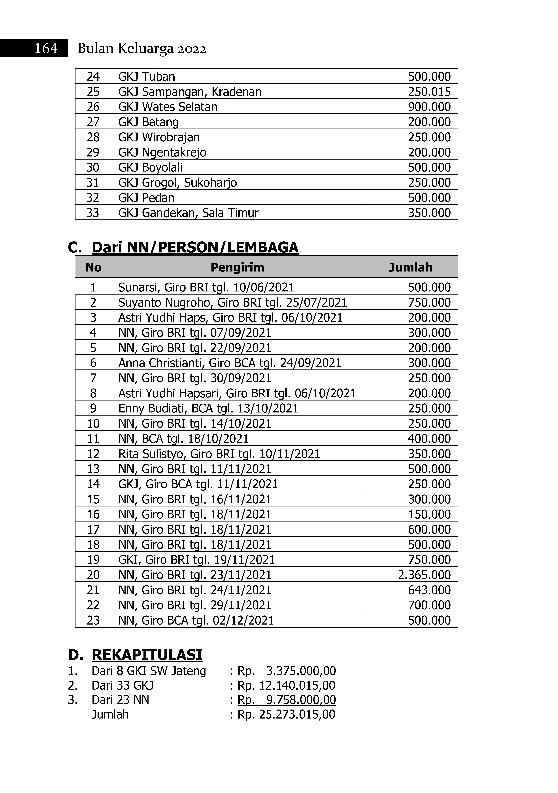 164 Bulan Keluarga 2022
24 GKJ Tuban 500.000
25 GKJ Sampangan, Kradenan 250.015
26 GKJ Wates Selatan 900.000
27 GKJ Batang 200.000
28 GKJ Wirobrajan 250.000
29 GKJ Ngentakrejo 200.000
30 GKJ Boyolali 500.000
31 GKJ Grogol, Sukoharjo 250.000
32 GKJ Pedan 500.000
33 GKJ Gandekan, Sala Timur 350.000
C. Dari NN/PERSON/LEMBAGA
No Pengirim Jumlah
1 Sunarsi, Giro BRI tgl. 10/06/2021 500.000
2 Suyanto Nugroho, Giro BRI tgl. 25/07/2021 750.000
3 Astri Yudhi Haps, Giro BRI tgl. 06/10/2021 200.000
4 NN, Giro BRI tgl. 07/09/2021 300.000
5 NN, Giro BRI tgl. 22/09/2021 200.000
6 Anna Christianti, Giro BCA tgl. 24/09/2021 300.000
7 NN, Giro BRI tgl. 30/09/2021 250.000
8 Astri Yudhi Hapsari, Giro BRI tgl. 06/10/2021 200.000
9 Enny Budiati, BCA tgl. 13/10/2021 250.000
10 NN, Giro BRI tgl. 14/10/2021 250.000
11 NN, BCA tgl. 18/10/2021 400.000
12 Rita Sulistyo, Giro BRI tgl. 10/11/2021 350.000
13 NN, Giro BRI tgl. 11/11/2021 500.000
14 GKJ, Giro BCA tgl. 11/11/2021 250.000
15 NN, Giro BRI tgl. 16/11/2021 300.000
16 NN, Giro BRI tgl. 18/11/2021 150.000
17 NN, Giro BRI tgl. 18/11/2021 600.000
18 NN, Giro BRI tgl. 18/11/2021 500.000
19 GKI, Giro BRI tgl. 19/11/2021 750.000
20 NN, Giro BRI tgl. 23/11/2021 2.365.000
21 NN, Giro BRI tgl. 24/11/2021 643.000
22 NN, Giro BRI tgl. 29/11/2021 700.000
23 NN, Giro BCA tgl. 02/12/2021 500.000
D. REKAPITULASI
1. Dari 8 GKI SW Jateng : Rp. 3.375.000,00
2. Dari 33 GKJ : Rp. 12.140.015,00
3. Dari 23 NN : Rp. 9.758.000,00
Jumlah : Rp. 25.273.015,00